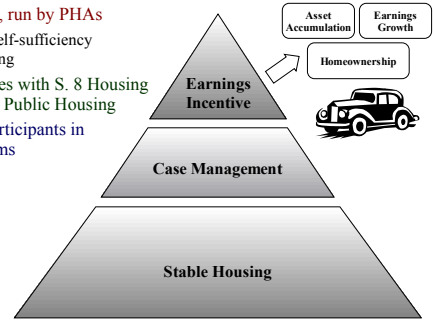 , run by PHAs
elf-sufficiency
ng
es with S. 8 Housing
Public Housing
rticipants in
ms
Asset
Accumulation
Earnings
Growth
Homeownership
Earnings
Incentive
Case Management
Stable Housing